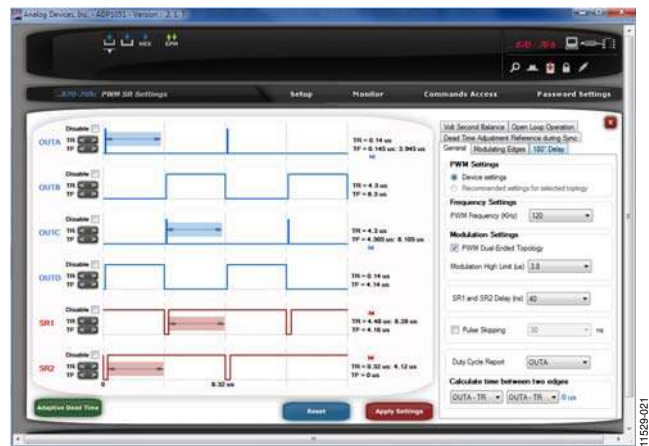 Analog Devices, Inc. - ADP1051 - Version : 2. 1. 7
HEX
EPM
PWM SR Settings
Setup
Monitor
Commands Access
Password Settings
OUTA
Disable
TR
TF
TR = 0.14 us
TF = 0.145 us: 3.945 us
OUTB
Disable
TR
TF
TR = 4.3 us
TF = 8.3 us
OUTC
Disable
TR
TF
TR = 4.3 us
TF = 4.305 us: 8.105 us
OUTD
Disable
TR
TF
TR = 0.14 us
TF = 4.14 us
SR1
Disable
TR
TF
TR = 4.48 us: 8.28 us
TF = 4.16 us
SR2
Disable
TR
TF
TR = 0.32 us: 4.12 us
TF = 0 us
0
8.32 us
Adaptive Dead Time
Reset
Apply Settings
Volt Second Balance
Open Loop Operation
Dead Time Adjustment Reference during Sync
General
Modulating Edges
180° Delay
PWM Settings
Device settings
Recommended settings for selected toplogy
Frequency Settings
PWM Frequency (KHz)
120
Modulation Settings
PWM Dual-Ended Topology
Modulation High Limit (us)
3.8
SR1 and SR2 Delay (ns)
40
Pulse Skipping
30
ns
Duty Cycle Report
OUTA
Calculate time between two edges
OUTA - TR
OUTA - TR
0 us
11529-021